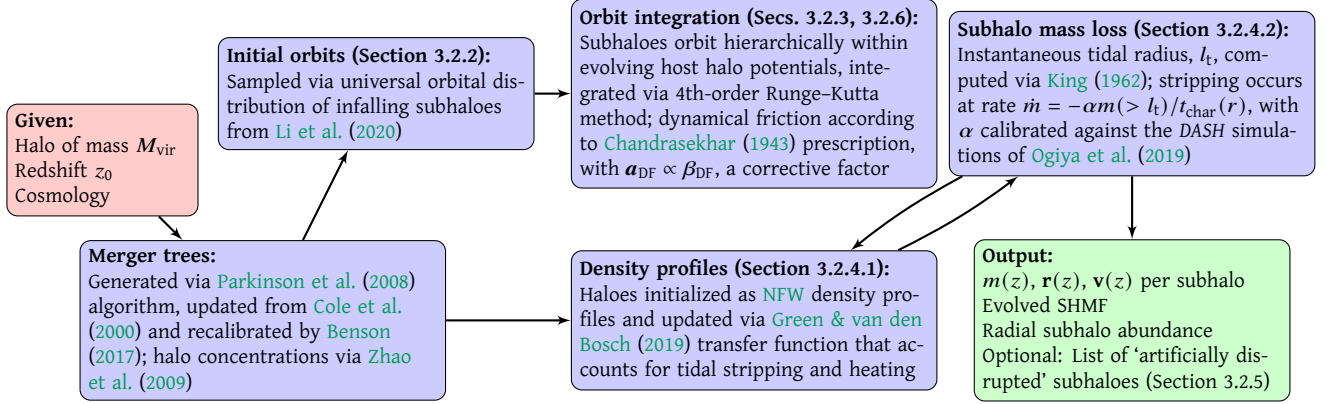 Given:
Halo of mass M_vir
Redshift z_0
Cosmology
Initial orbits (Section 3.2.2):
Sampled via universal orbital dis-
tribution of infalling subhaloes
from Li et al. (2020)
Merger trees:
Generated via Parkinson et al. (2008)
algorithm, updated from Cole et al.
(2000) and recalibrated by Benson
(2017); halo concentrations via Zhao
et al. (2009)
Orbit integration (Secs. 3.2.3, 3.2.6):
Subhaloes orbit hierarchically within
evolving host halo potentials, inte-
grated via 4th-order Runge–Kutta
method; dynamical friction according
to Chandrasekhar (1943) prescription,
with a_DF ∝ β_DF, a corrective factor
Density profiles (Section 3.2.4.1):
Haloes initialized as NFW density pro-
files and updated via Green & van den
Bosch (2019) transfer function that ac-
counts for tidal stripping and heating
Subhalo mass loss (Section 3.2.4.2):
Instantaneous tidal radius, l_t, com-
puted via King (1962); stripping occurs
at rate ṁ = −αm(> l_t)/t_char(r), with
α calibrated against the DASH simula-
tions of Ogiya et al. (2019)
Output:
m(z), r(z), v(z) per subhalo
Evolved SHMF
Radial subhalo abundance
Optional: List of ‘artificially dis-
rupted’ subhaloes (Section 3.2.5)